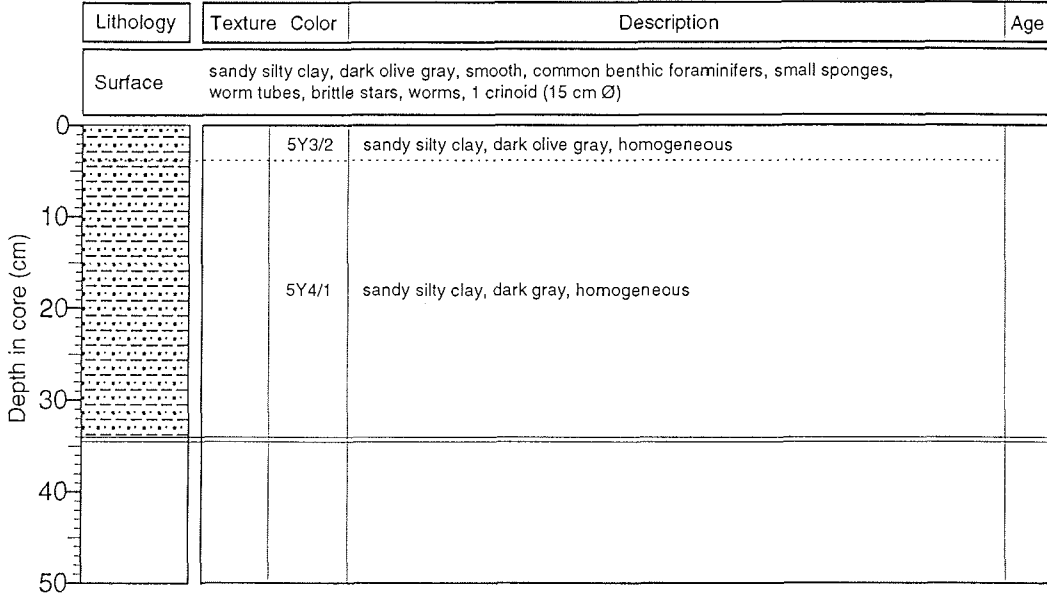 Lithology Texture Color Description Age
Surface
sandy silty clay, dark olive gray, smooth, common benthic foraminifers, small sponges,
worm tubes, brittle stars, worms, 1 crinoid (15 cm Ø)
0
5Y3/2 sandy silty clay, dark olive gray, homogeneous
10
5Y4/1 sandy silty clay, dark gray, homogeneous
20
Depth in core (cm)
30
40
50